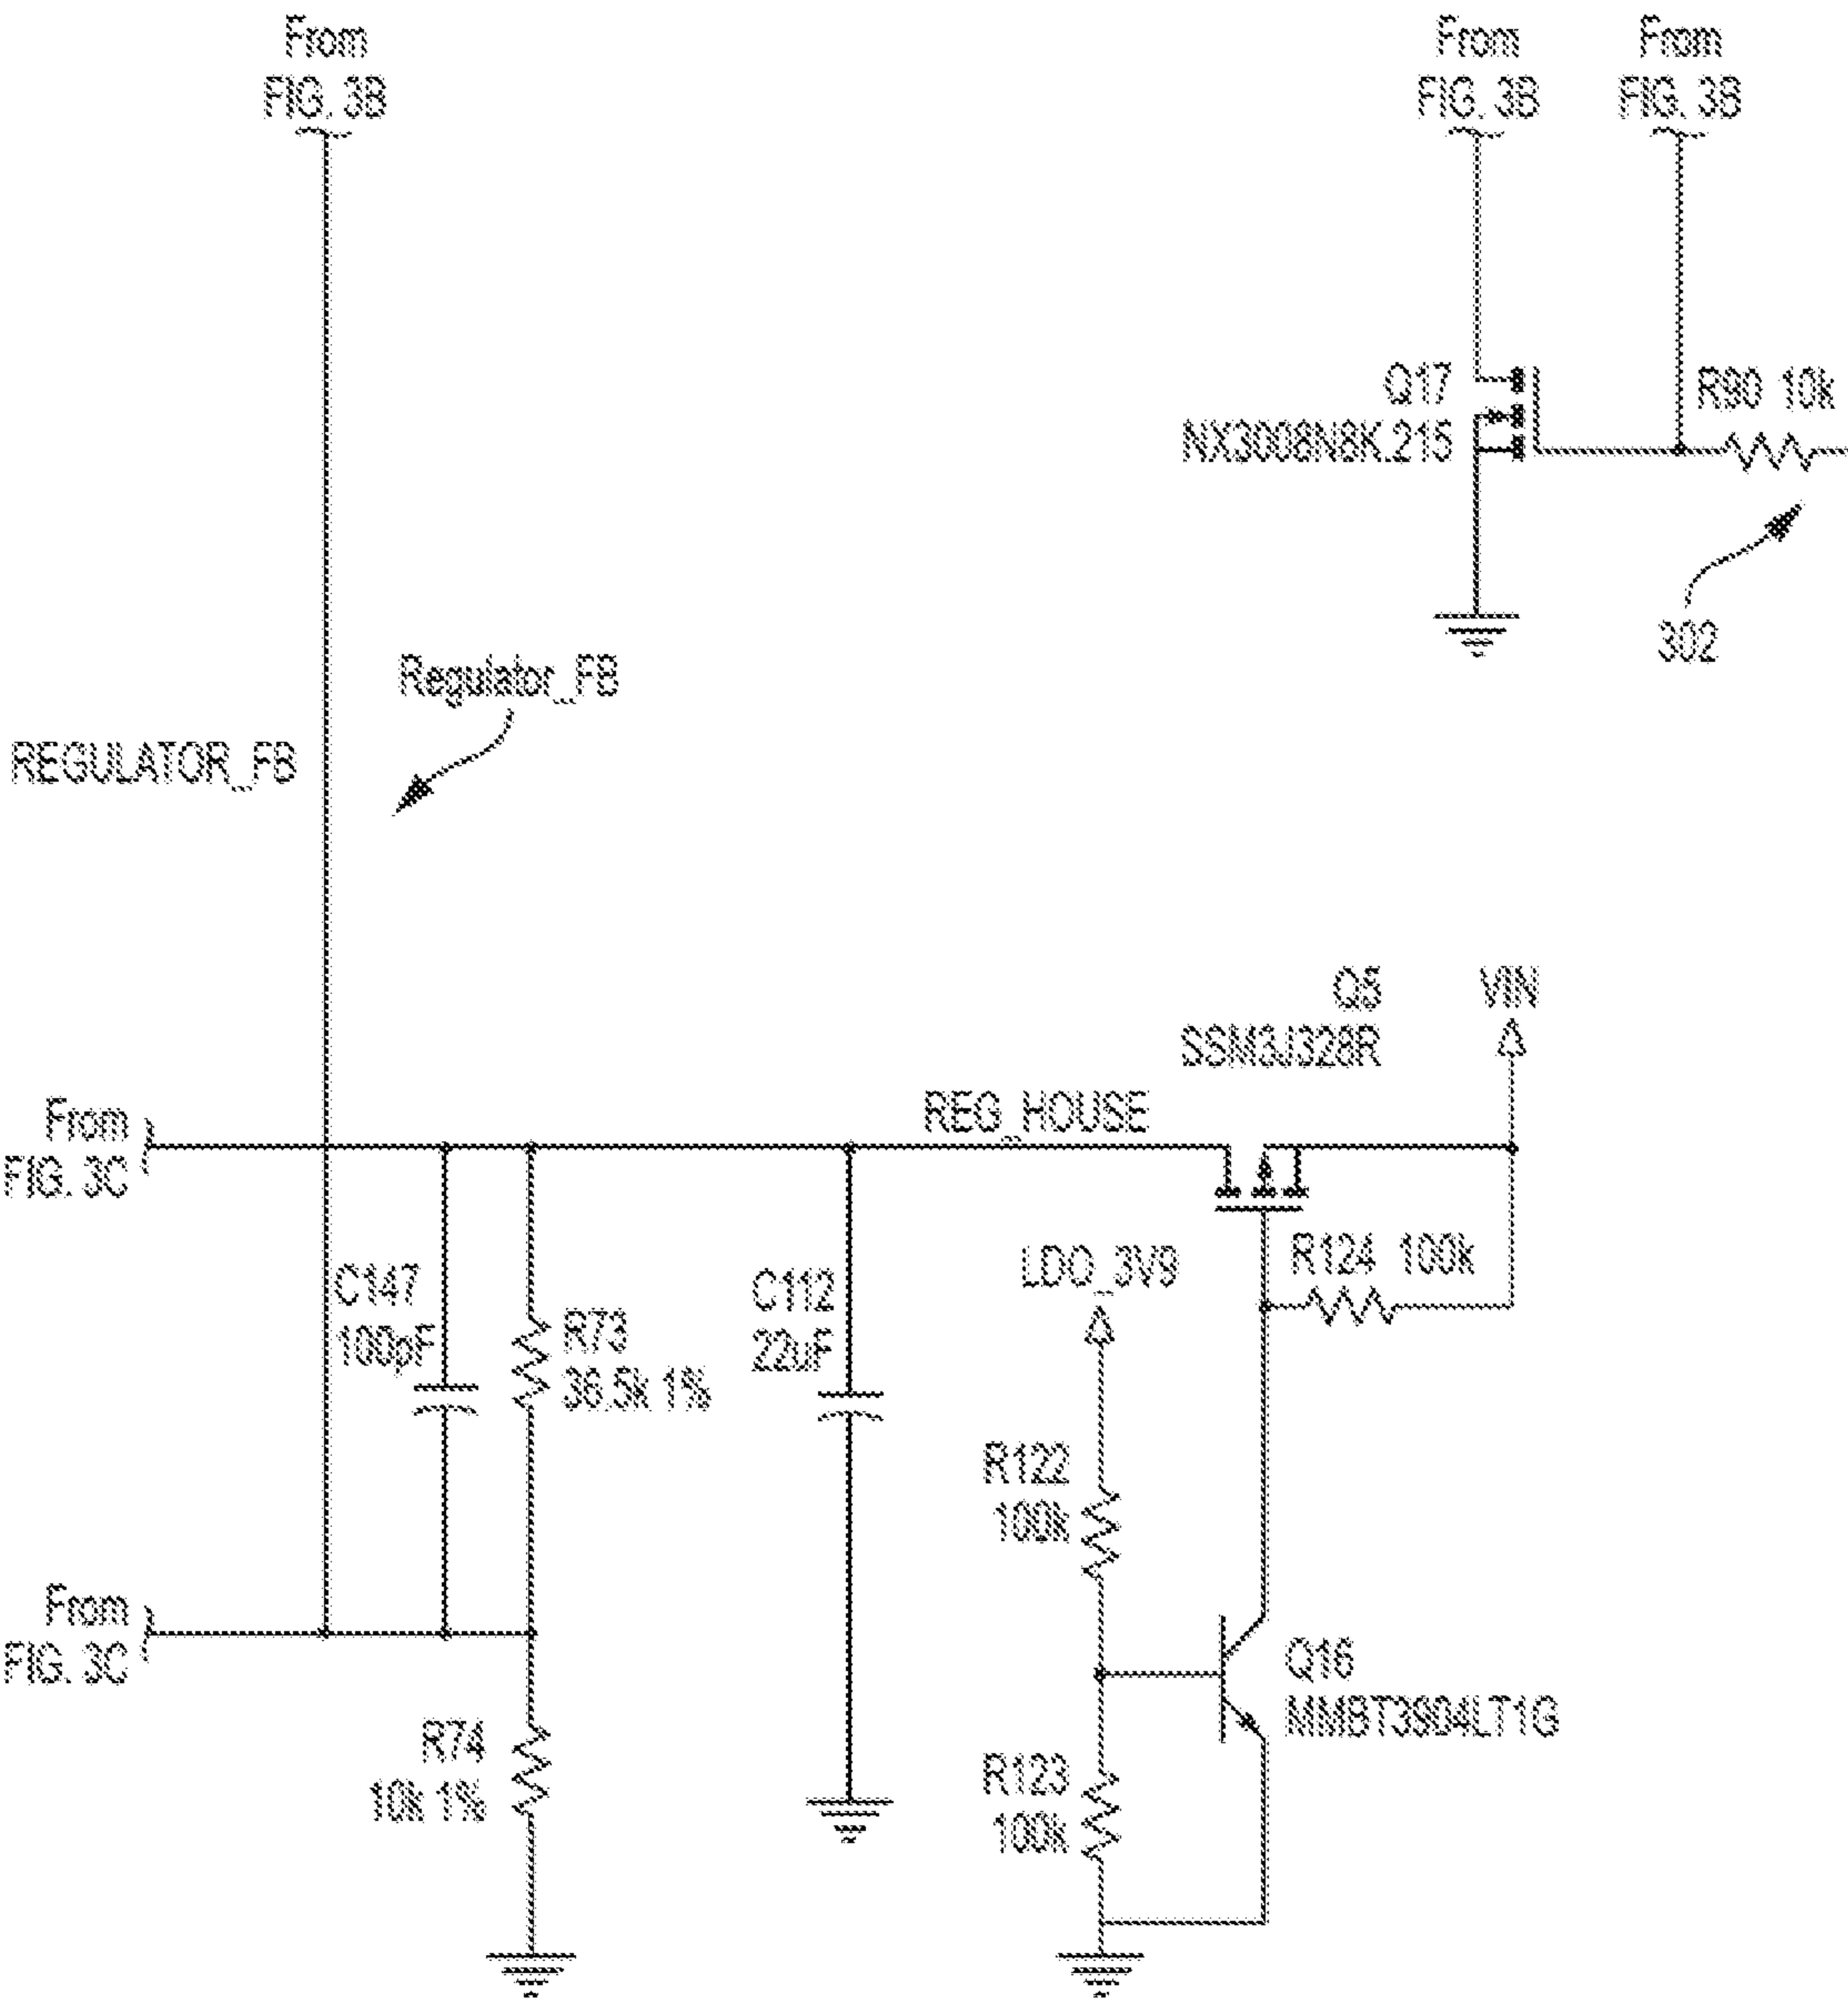 From
FIG. 3B
From
FIG. 3B
From
FIG. 3B
Q17
NX3008N8K.215
R90 10k
302
Regulator_FB
REGULATOR_FB
Q5
SSM3J328R
VIN
REG_HOUSE
From
FIG. 3C
C147
100pF
R73
36.5k 1%
C112
22uF
LDO_3V9
R124 100k
R122
100k
From
FIG. 3C
Q16
MMBT3904LT1G
R74
10k 1%
R123
100k